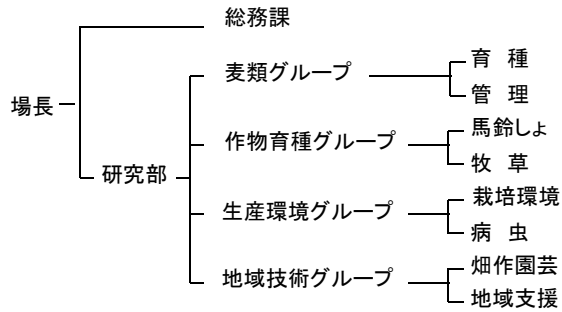 総務課
麦類グループ
育 種
管 理
場長
作物育種グループ
馬鈴しょ
牧 草
研究部
生産環境グループ
栽培環境
病 虫
地域技術グループ
畑作園芸
地域支援